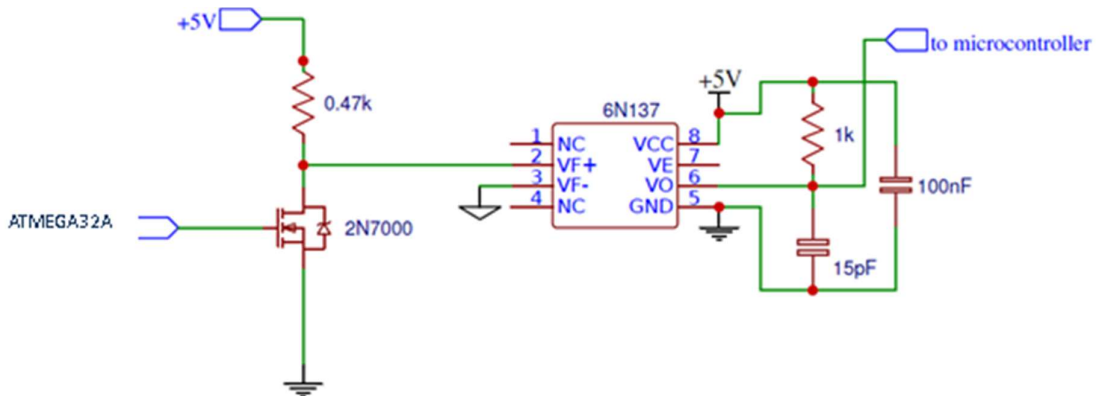 +5V
to microcontroller
0.47k
+5V
6N137
1k
1 NC VCC 8
2 VF+ VE 7
3 VF- VO 6
4 NC GND 5
100nF
ATMEGA32A
2N7000
15pF